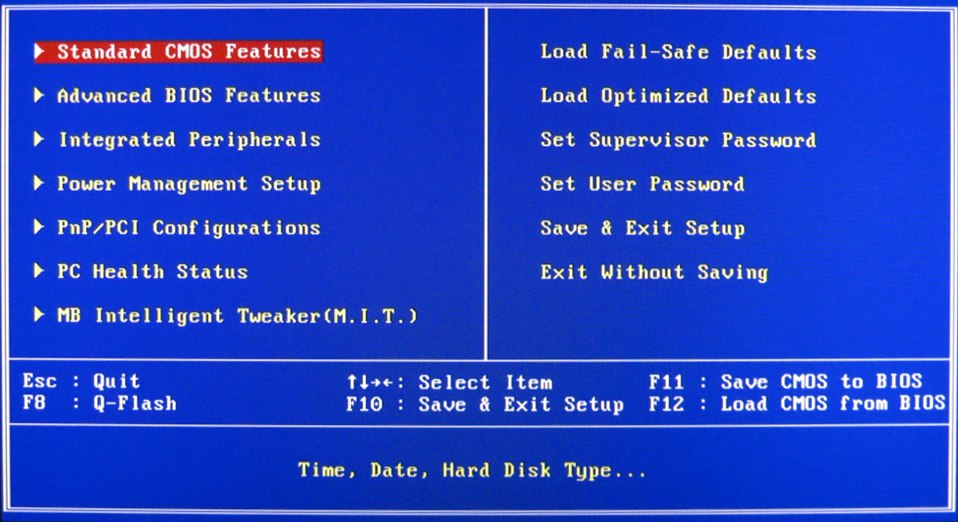 Standard CMOS Features
Advanced BIOS Features
Integrated Peripherals
Power Management Setup
PnP/PCI Configurations
PC Health Status
MB Intelligent Tweaker(M.I.T.)
Load Fail-Safe Defaults
Load Optimized Defaults
Set Supervisor Password
Set User Password
Save & Exit Setup
Exit Without Saving
Esc : Quit ↑↓→←: Select Item F11 : Save CMOS to BIOS
F8 : Q-Flash F10 : Save & Exit Setup F12 : Load CMOS from BIOS
Time, Date, Hard Disk Type...